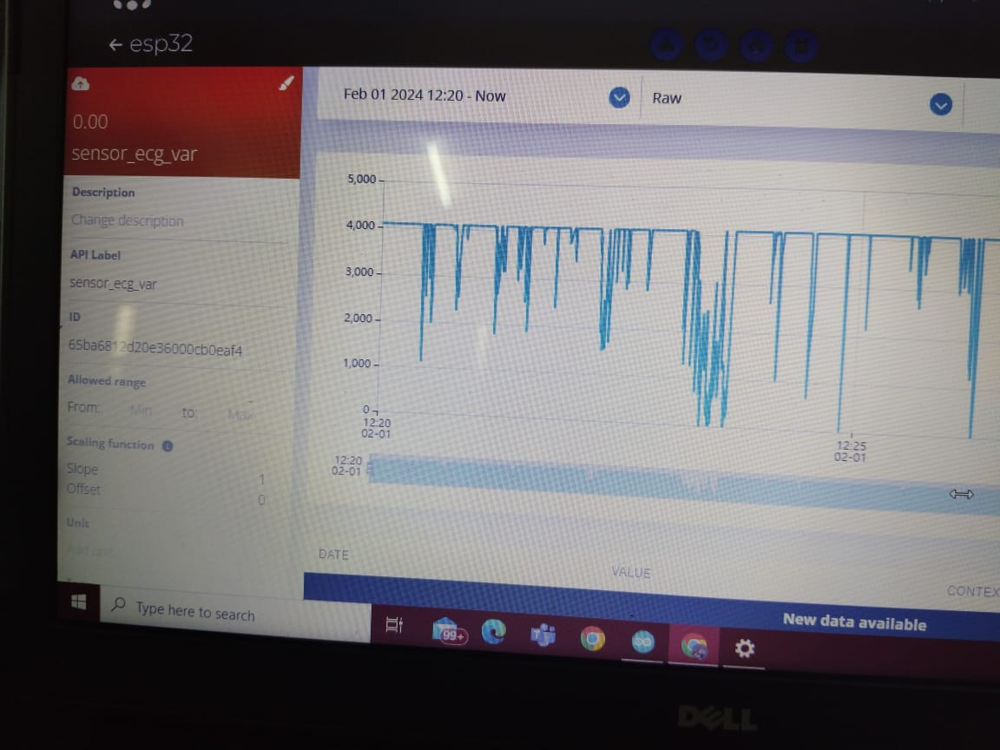 ← esp32
0.00
sensor_ecg_var
Description
Change description
API Label
sensor_ecg_var
ID
65ba6812d20e36000cb0eaf4
Allowed range
From: Min to: Max
Scaling function
Slope 1
Offset 0
Unit
Add unit
Feb 01 2024 12:20 - Now
Raw
5,000
4,000
3,000
2,000
1,000
0
12:20
02-01
12:25
02-01
12:20
02-01
DATE
VALUE
CONTEX
New data available
Type here to search
99+
DELL